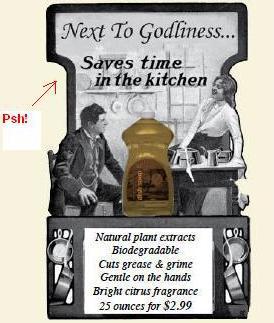 Next To Godliness...
Saves time
in the kitchen
Psh!
Natural plant extracts
Biodegradable
Cuts grease & grime
Gentle on the hands
Bright citrus fragrance
25 ounces for $2.99